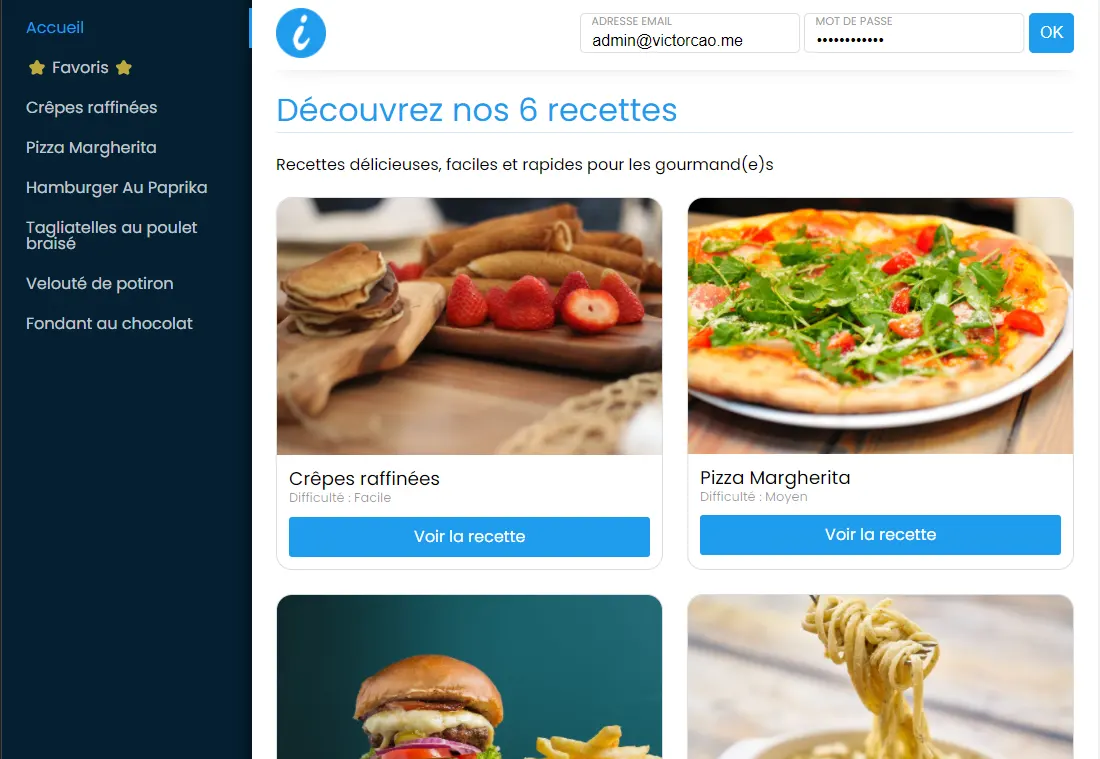 Accueil
Favoris
Crêpes raffinées
Pizza Margherita
Hamburger Au Paprika
Tagliatelles au poulet
braisé
Velouté de potiron
Fondant au chocolat
i
ADRESSE EMAIL
admin@victorcao.me
MOT DE PASSE
••••••••••••
OK
Découvrez nos 6 recettes
Recettes délicieuses, faciles et rapides pour les gourmand(e)s
Crêpes raffinées
Difficulté : Facile
Voir la recette
Pizza Margherita
Difficulté : Moyen
Voir la recette